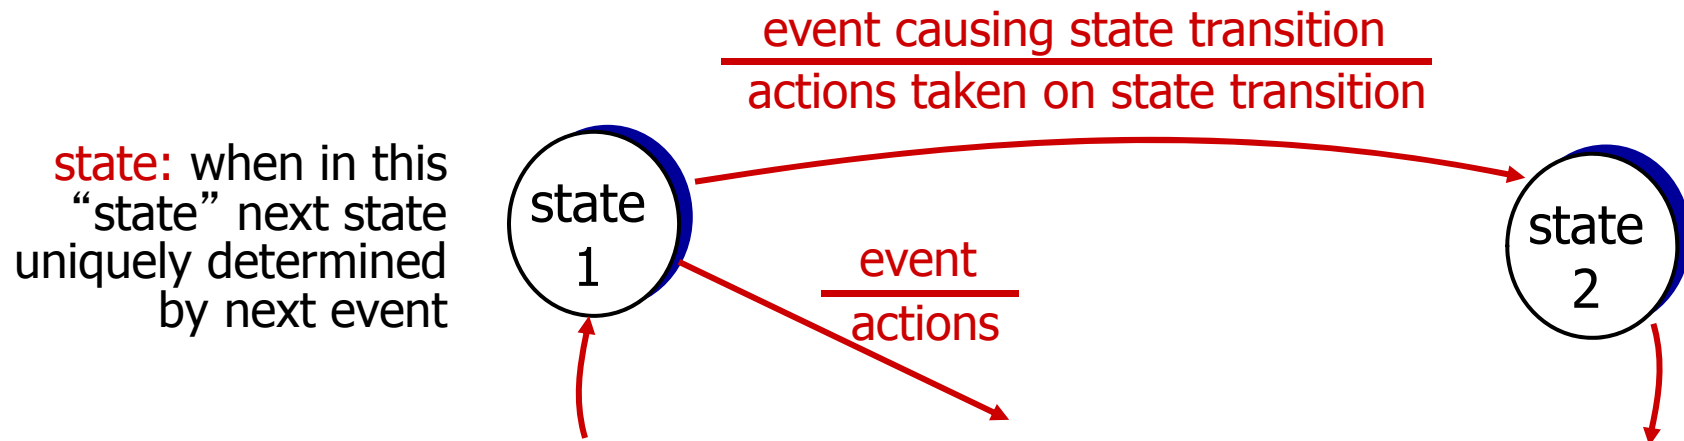 event causing state transition
actions taken on state transition
state: when in this
“state” next state
uniquely determined
by next event
state
1
event
actions
state
2